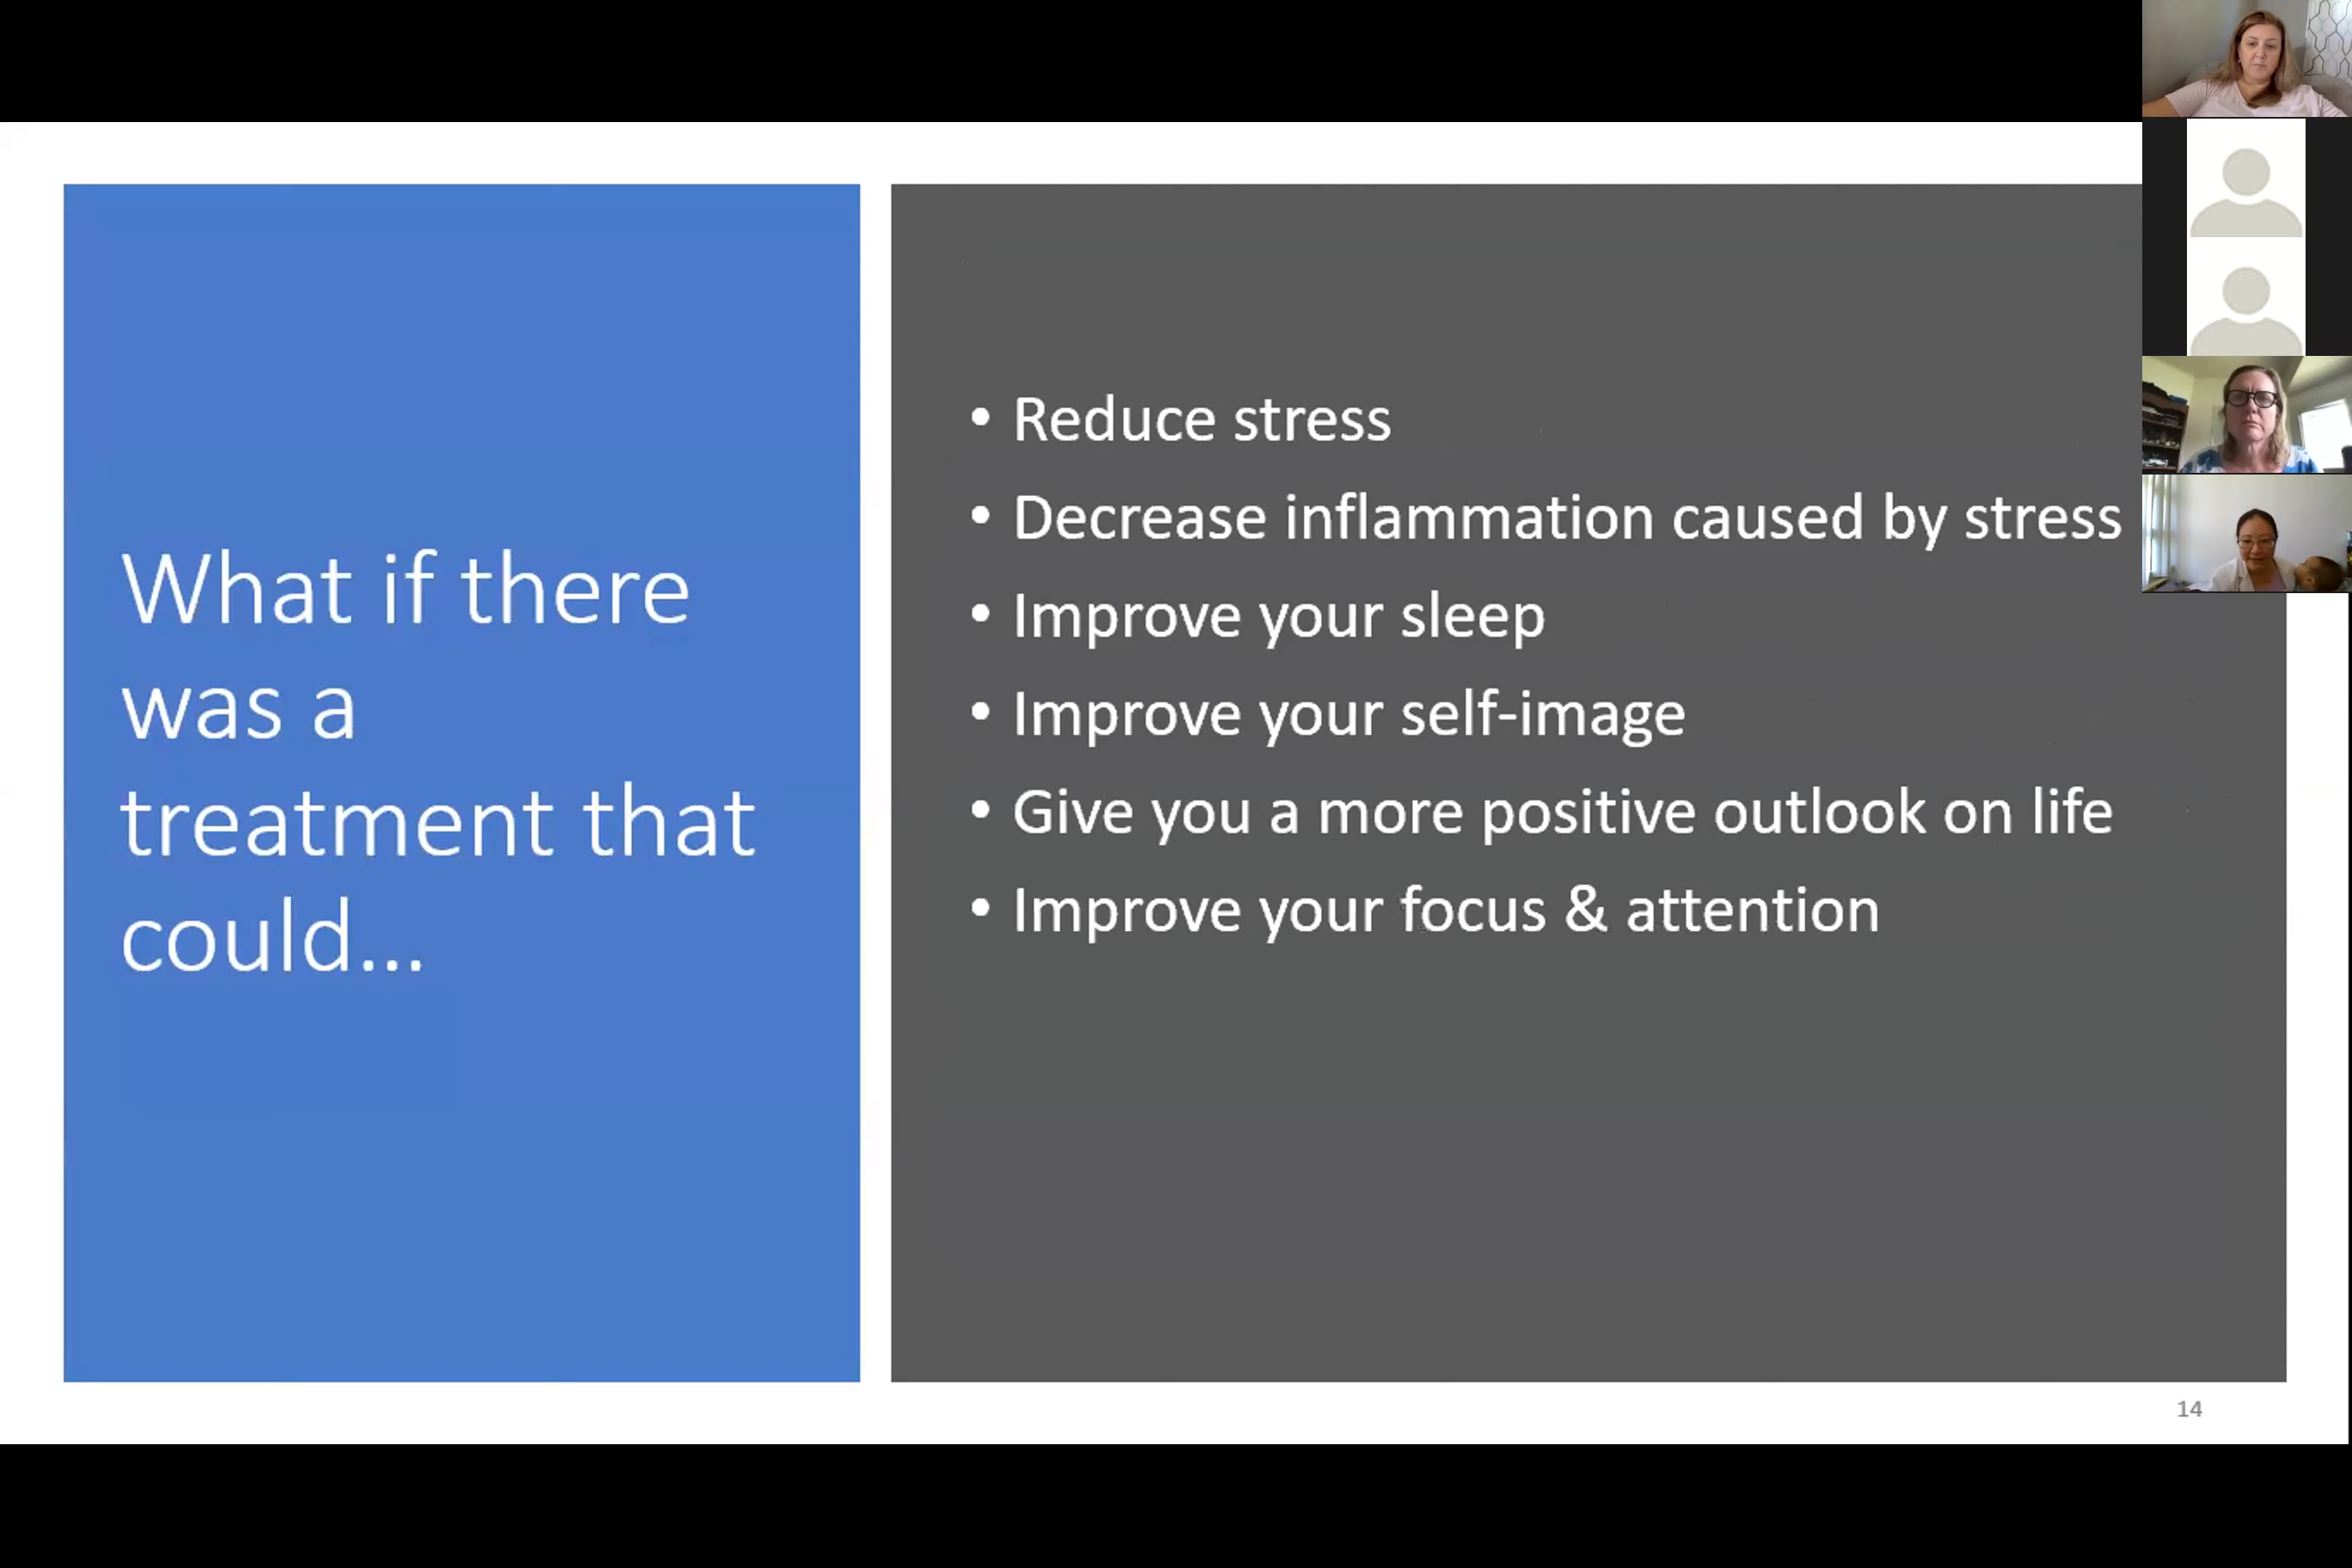 What if there
was a
treatment that
could...
• Reduce stress
• Decrease inflammation caused by stress
• Improve your sleep
• Improve your self-image
• Give you a more positive outlook on life
• Improve your focus & attention
14